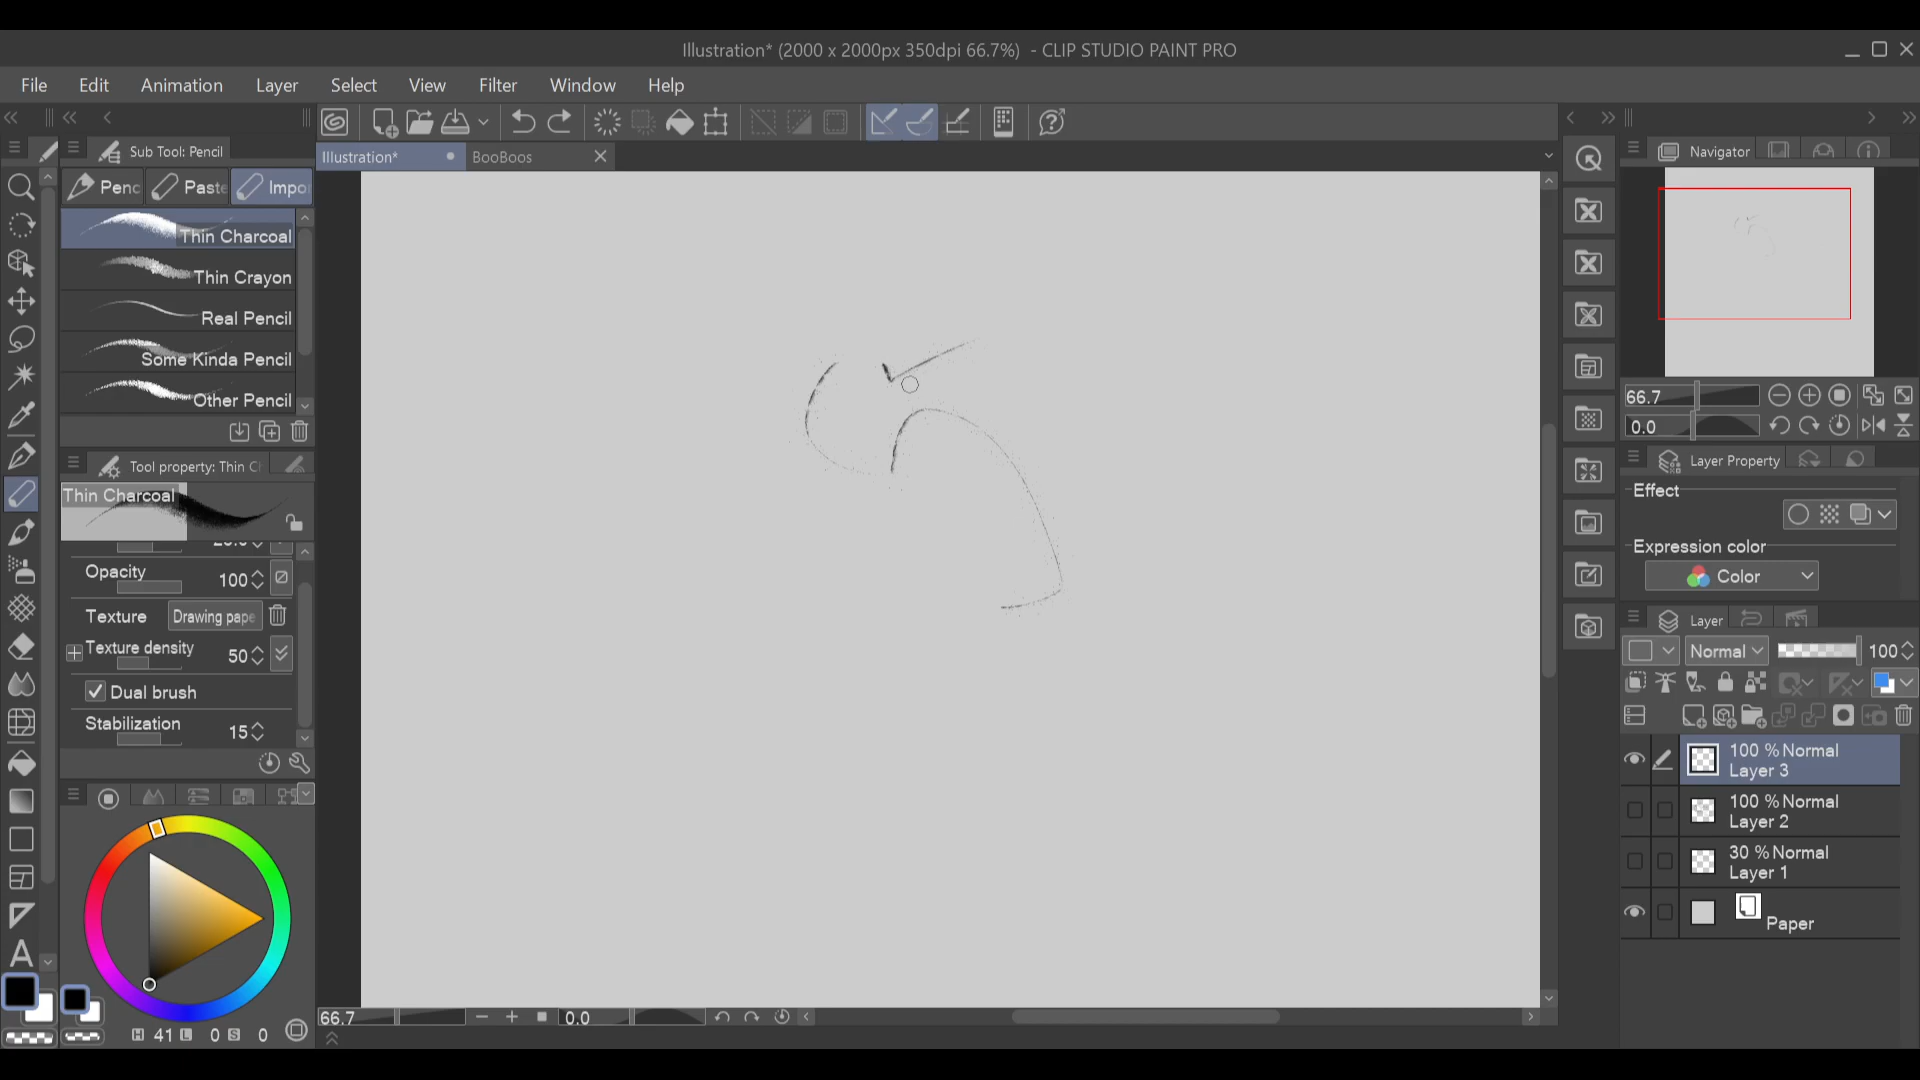 Illustration* (2000 x 2000px 350dpi 66.7%) - CLIP STUDIO PAINT PRO
File Edit Animation Layer Select View Filter Window Help
Sub Tool: Pencil
Penc Paste Impo
Thin Charcoal
Thin Crayon
Real Pencil
Some Kinda Pencil
Other Pencil
Tool property: Thin C
Thin Charcoal
Opacity 100
Texture Drawing pape
Texture density 50
Dual brush
Stabilization 15
H 41 L 0 S 0
A
Illustration* BooBoos
66.7 0.0
Navigator
66.7
0.0
Layer Property
Effect
Expression color
Color
Layer
Normal 100
100 % Normal
Layer 3
100 % Normal
Layer 2
30 % Normal
Layer 1
Paper